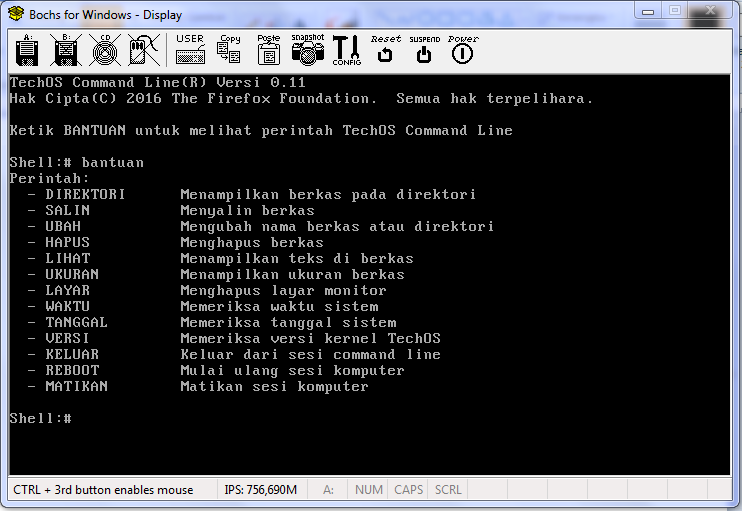 Bochs for Windows - Display
A: B: CD USER Copy Paste Snapshot CONFIG Reset SUSPEND Power
TechOS Command Line(R) Versi 0.11
Hak Cipta(C) 2016 The Firefox Foundation.  Semua hak terpelihara.
Ketik BANTUAN untuk melihat perintah TechOS Command Line
Shell:# bantuan
Perintah:
- DIREKTORI Menampilkan berkas pada direktori
- SALIN Menyalin berkas
- UBAH Mengubah nama berkas atau direktori
- HAPUS Menghapus berkas
- LIHAT Menampilkan teks di berkas
- UKURAN Menampilkan ukuran berkas
- LAYAR Menghapus layar monitor
- WAKTU Memeriksa waktu sistem
- TANGGAL Memeriksa tanggal sistem
- VERSI Memeriksa versi kernel TechOS
- KELUAR Keluar dari sesi command line
- REBOOT Mulai ulang sesi komputer
- MATIKAN Matikan sesi komputer
Shell:#
CTRL + 3rd button enables mouse IPS: 756,690M A: NUM CAPS SCRL